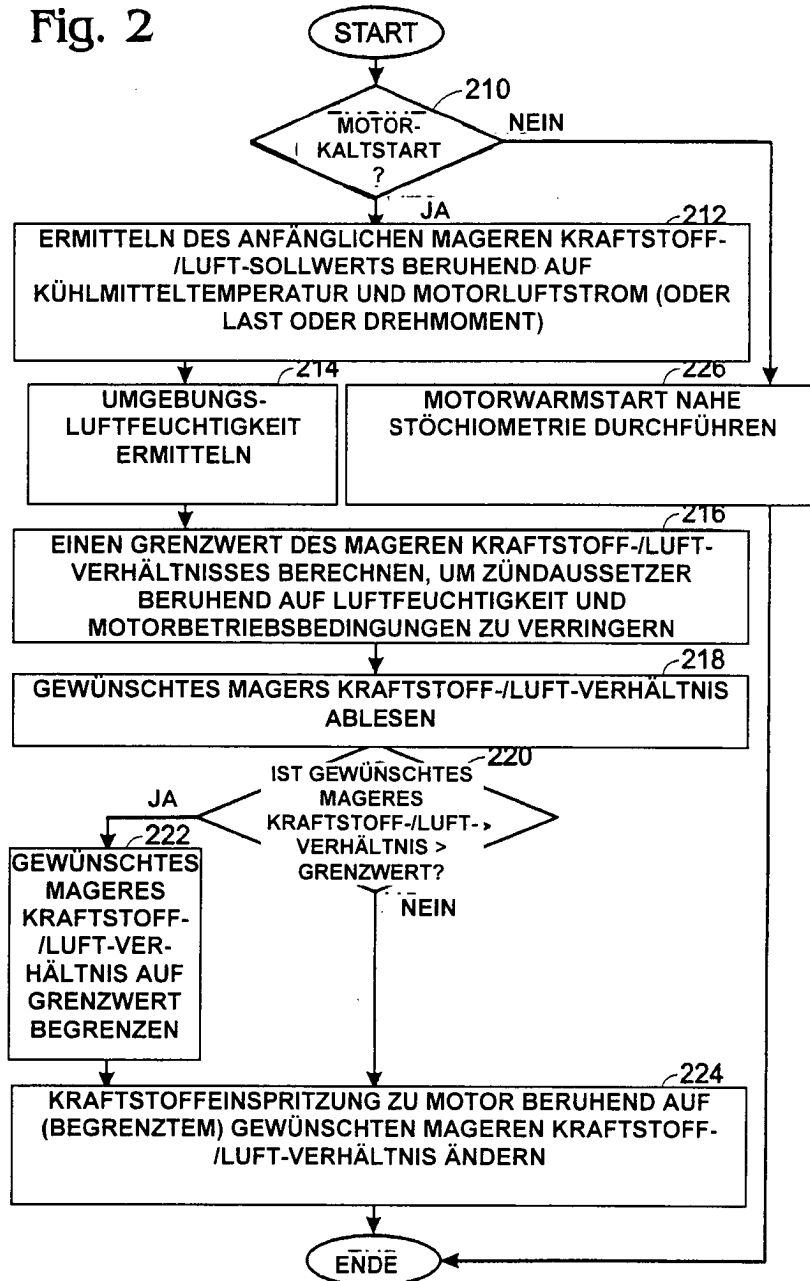 Fig. 2
START
210
MOTOR-
KALTSTART
?
NEIN
JA
212
ERMITTELN DES ANFÄNGLICHEN MAGEREN KRAFTSTOFF-
/LUFT-SOLLWERTS BERUHEND AUF
KÜHLMITTELTEMPERATUR UND MOTORLUFTSTROM (ODER
LAST ODER DREHMOMENT)
214
UMGEBUNGS-
LUFTFEUCHTIGKEIT
ERMITTELN
226
MOTORWARMSTART NAHE
STÖCHIOMETRIE DURCHFÜHREN
216
EINEN GRENZWERT DES MAGEREN KRAFTSTOFF-/LUFT-
VERHÄLTNISSES BERECHNEN, UM ZÜNDAUSSETZER
BERUHEND AUF LUFTFEUCHTIGKEIT UND
MOTORBETRIEBSBEDINGUNGEN ZU VERRINGERN
218
GEWÜNSCHTES MAGERS KRAFTSTOFF-/LUFT-VERHÄLTNIS
ABLESEN
220
IST GEWÜNSCHTES
MAGERES
KRAFTSTOFF-/LUFT-
VERHÄLTNIS >
GRENZWERT?
JA
NEIN
222
GEWÜNSCHTES
MAGERES
KRAFTSTOFF-
/LUFT-VER-
HÄLTNIS AUF
GRENZWERT
BEGRENZEN
224
KRAFTSTOFFEINSPRITZUNG ZU MOTOR BERUHEND AUF
(BEGRENZTEM) GEWÜNSCHTEN MAGEREN KRAFTSTOFF-
/LUFT-VERHÄLTNIS ÄNDERN
ENDE